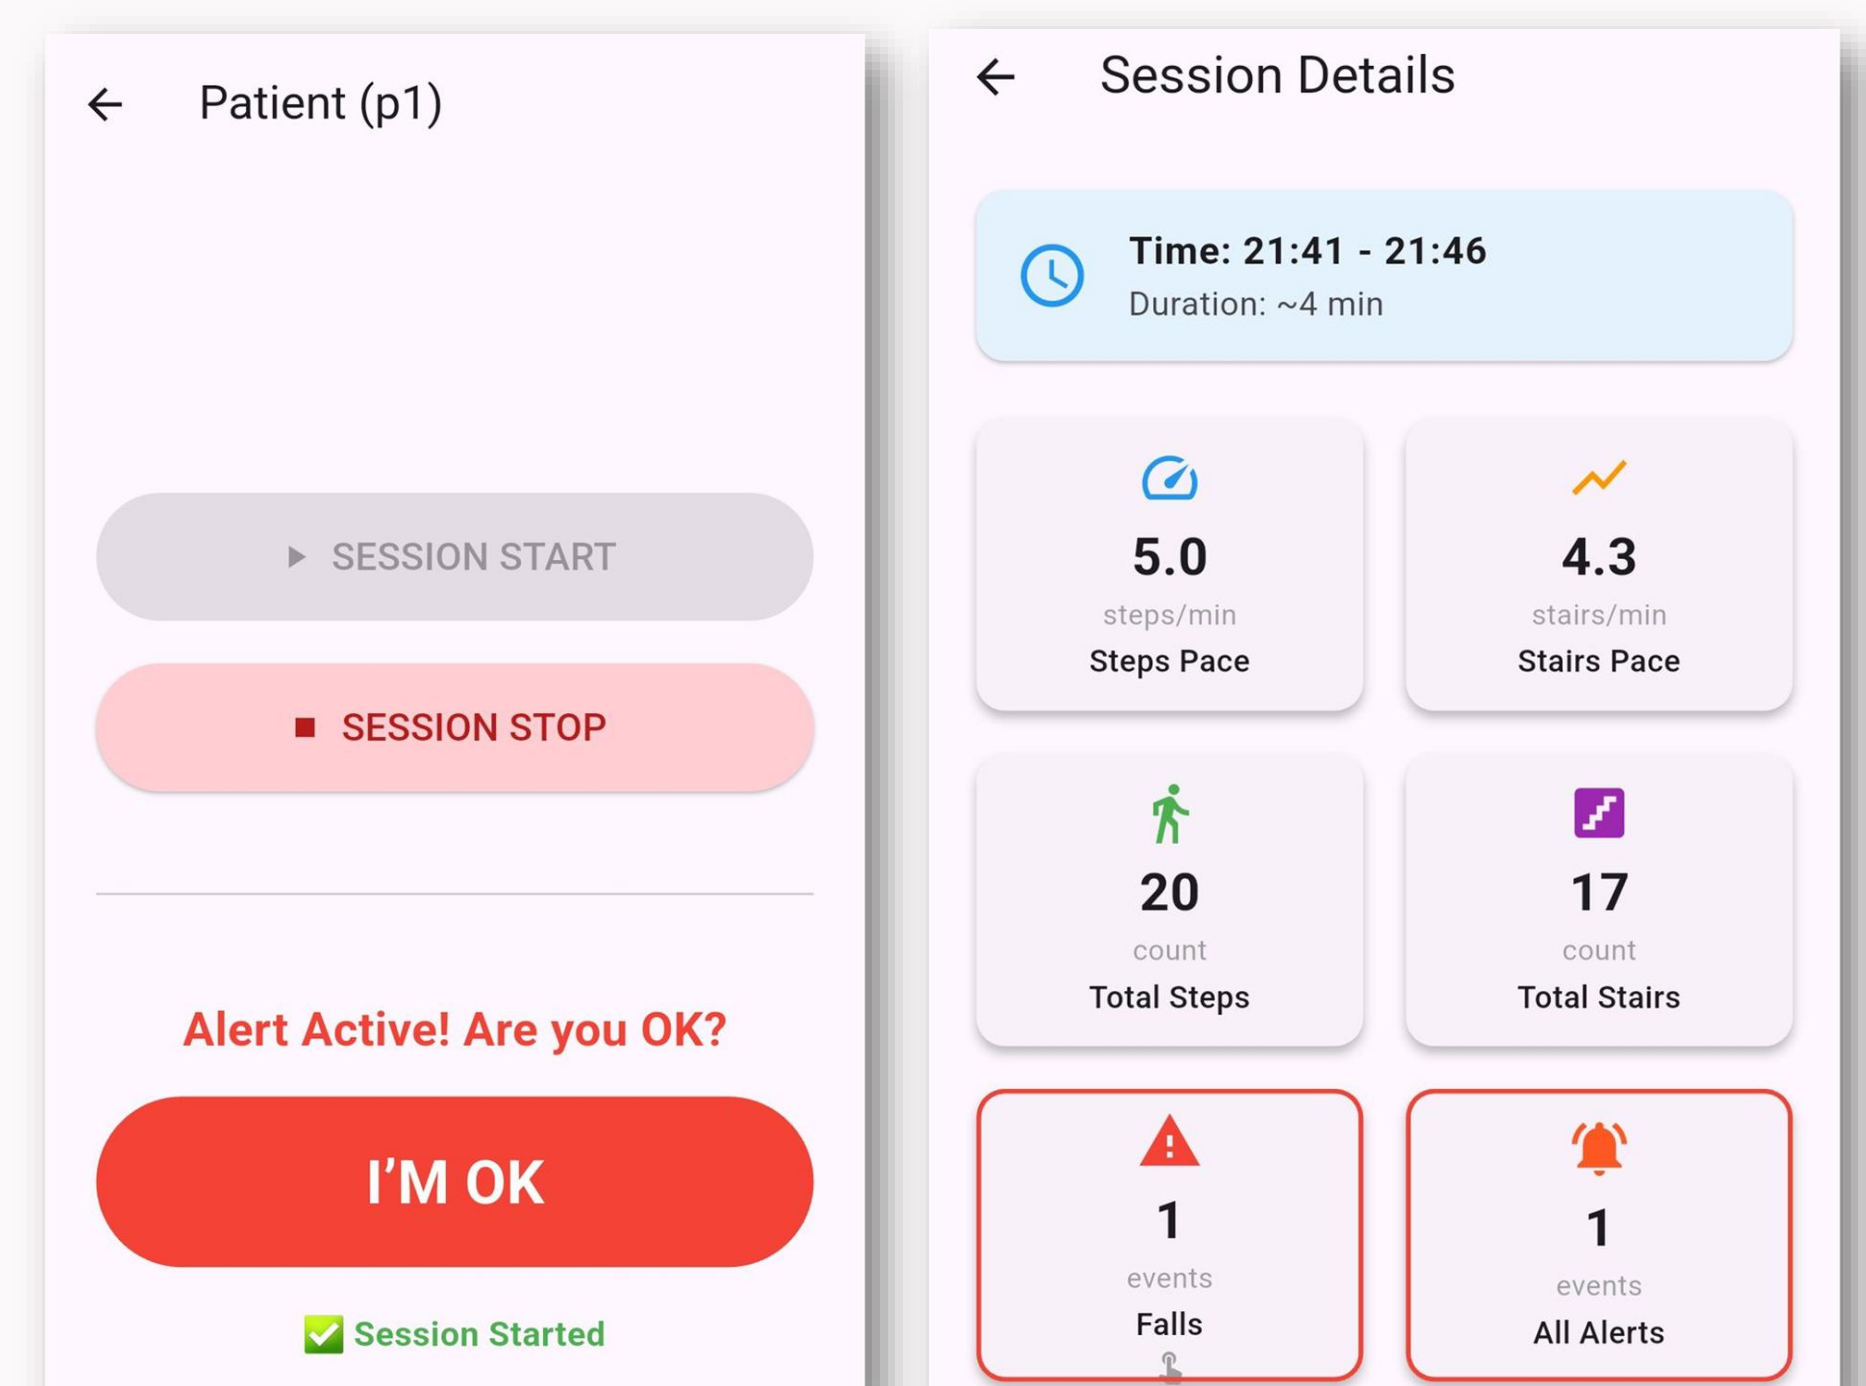 Patient (p1)
SESSION START
SESSION STOP
Alert Active! Are you OK?
I’M OK
Session Started
Session Details
Time: 21:41 - 21:46
Duration: ~4 min
5.0
steps/min
Steps Pace
4.3
stairs/min
Stairs Pace
20
count
Total Steps
17
count
Total Stairs
1
events
Falls
1
events
All Alerts